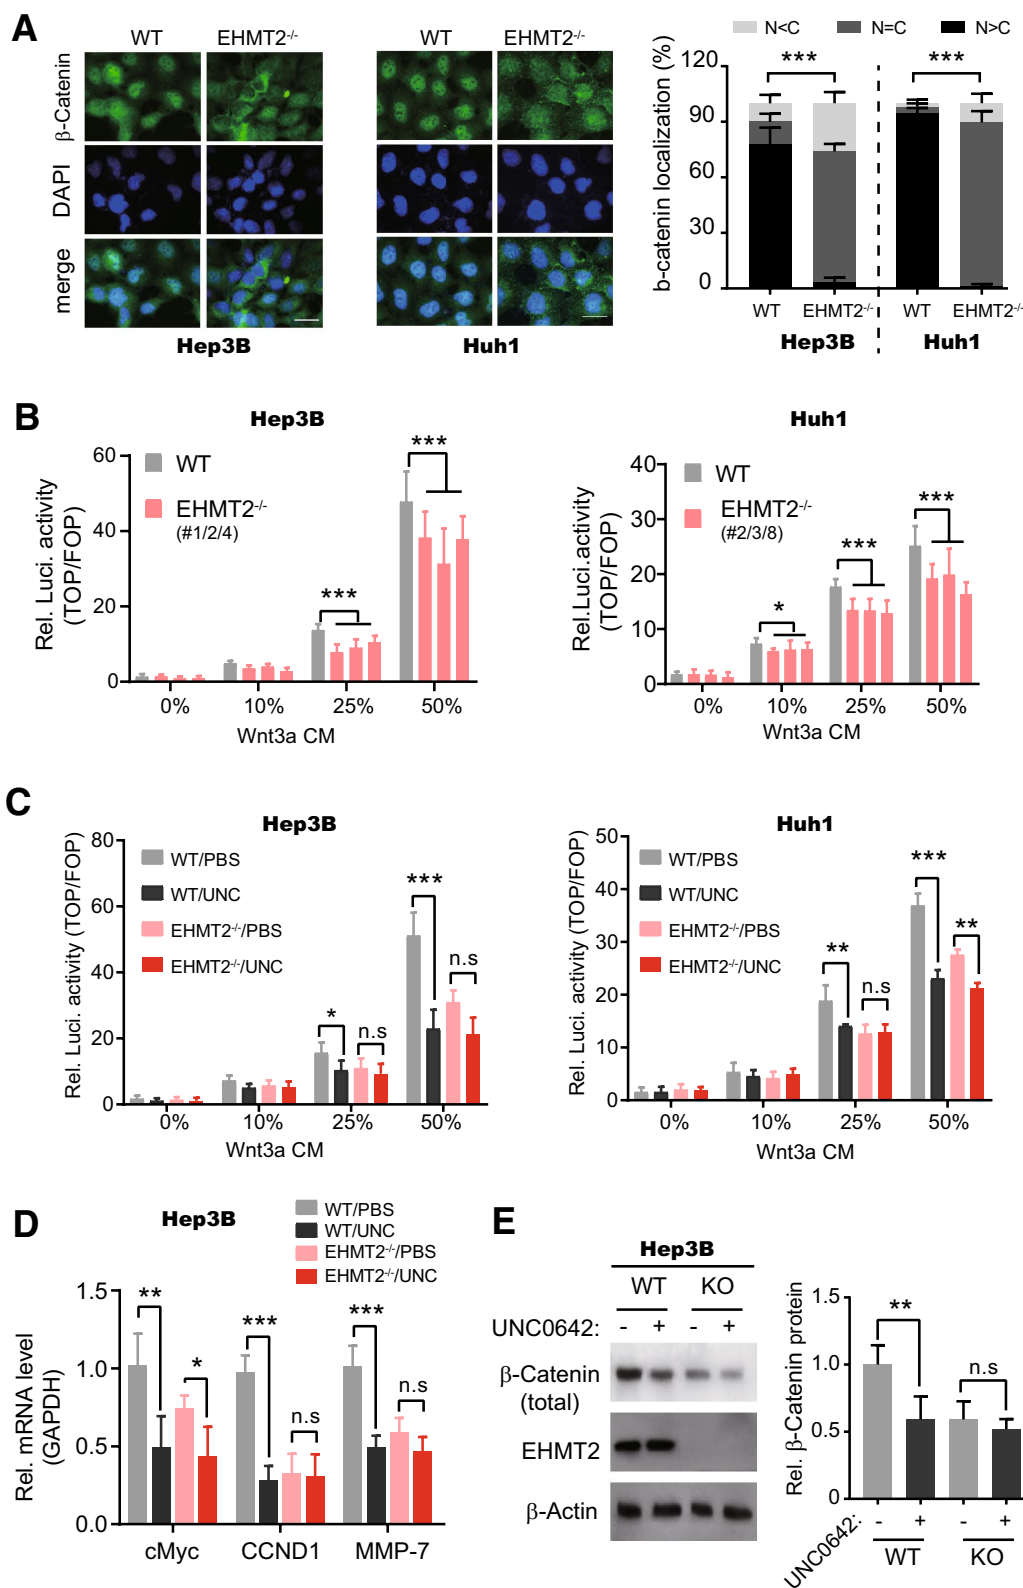 A
WT EHMT2-/-
β-Catenin
DAPI
merge
Hep3B
WT EHMT2-/-
Huh1
N<C N=C N>C
b-catenin localization (%)
120
90
60
30
0
*** ***
WT EHMT2-/- WT EHMT2-/-
Hep3B Huh1
B
Hep3B
Rel. Luci. activity
(TOP/FOP)
60
40
20
0
WT
EHMT2-/-
(#1/2/4)
***
***
0% 10% 25% 50%
Wnt3a CM
Huh1
Rel.Luci.activity
(TOP/FOP)
40
30
20
10
0
WT
EHMT2-/-
(#2/3/8)
*
***
***
0% 10% 25% 50%
Wnt3a CM
C
Hep3B
Rel. Luci. activity (TOP/FOP)
80
60
40
20
0
WT/PBS
WT/UNC
EHMT2-/-/PBS
EHMT2-/-/UNC
* n.s
*** n.s
0% 10% 25% 50%
Wnt3a CM
Huh1
Rel. Luci. activity (TOP/FOP)
50
40
30
20
10
0
WT/PBS
WT/UNC
EHMT2-/-/PBS
EHMT2-/-/UNC
** n.s
*** **
0% 10% 25% 50%
Wnt3a CM
D
Hep3B
WT/PBS
WT/UNC
EHMT2-/-/PBS
EHMT2-/-/UNC
Rel. mRNA level
(GAPDH)
1.5
1.0
0.5
0.0
** *
*** n.s
*** n.s
cMyc CCND1 MMP-7
E
Hep3B
WT KO
UNC0642: - + - +
β-Catenin
(total)
EHMT2
β-Actin
Rel. β-Catenin protein
1.5
1.0
0.5
0.0
** n.s
UNC0642: - + - +
WT KO